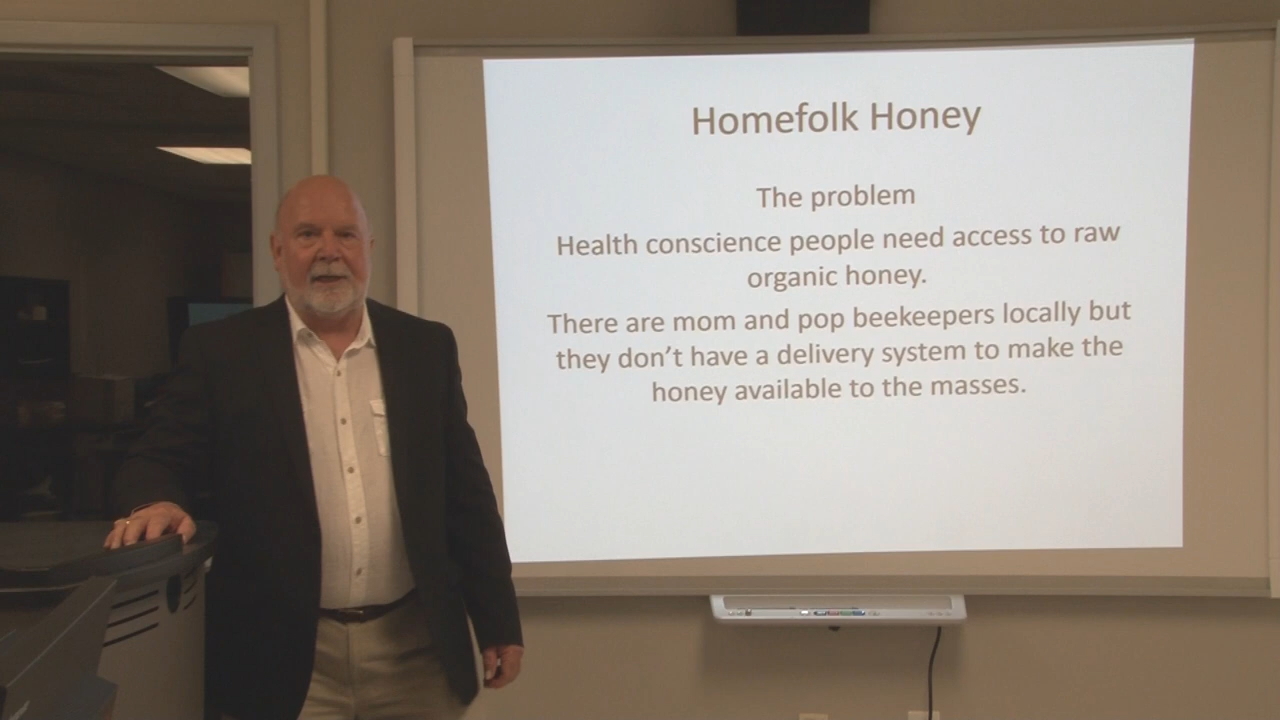 Homefolk Honey
The problem
Health conscience people need access to raw
organic honey.
There are mom and pop beekeepers locally but
they don’t have a delivery system to make the
honey available to the masses.